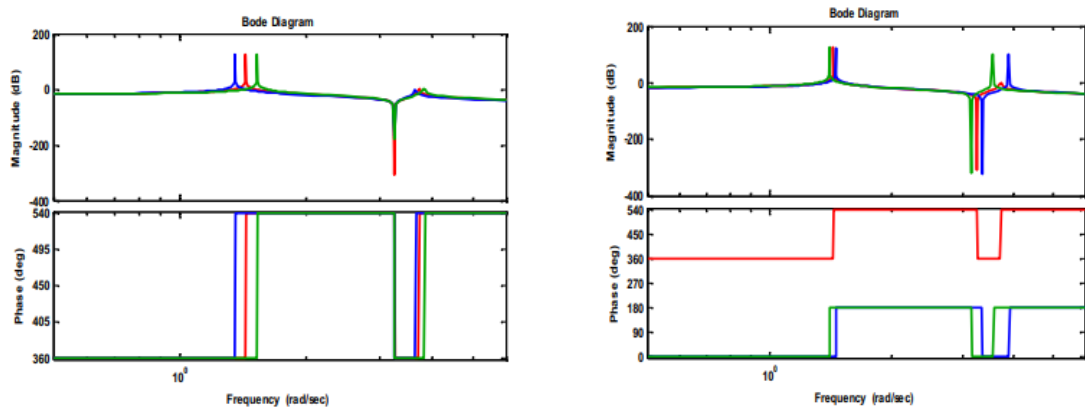 Bode Diagram
200
0
-200
-400
Magnitude (dB)
540
495
450
405
360
Phase (deg)
10^0
Frequency (rad/sec)
Bode Diagram
200
0
-200
-400
Magnitude (dB)
540
450
360
270
180
90
0
Phase (deg)
10^0
Frequency (rad/sec)